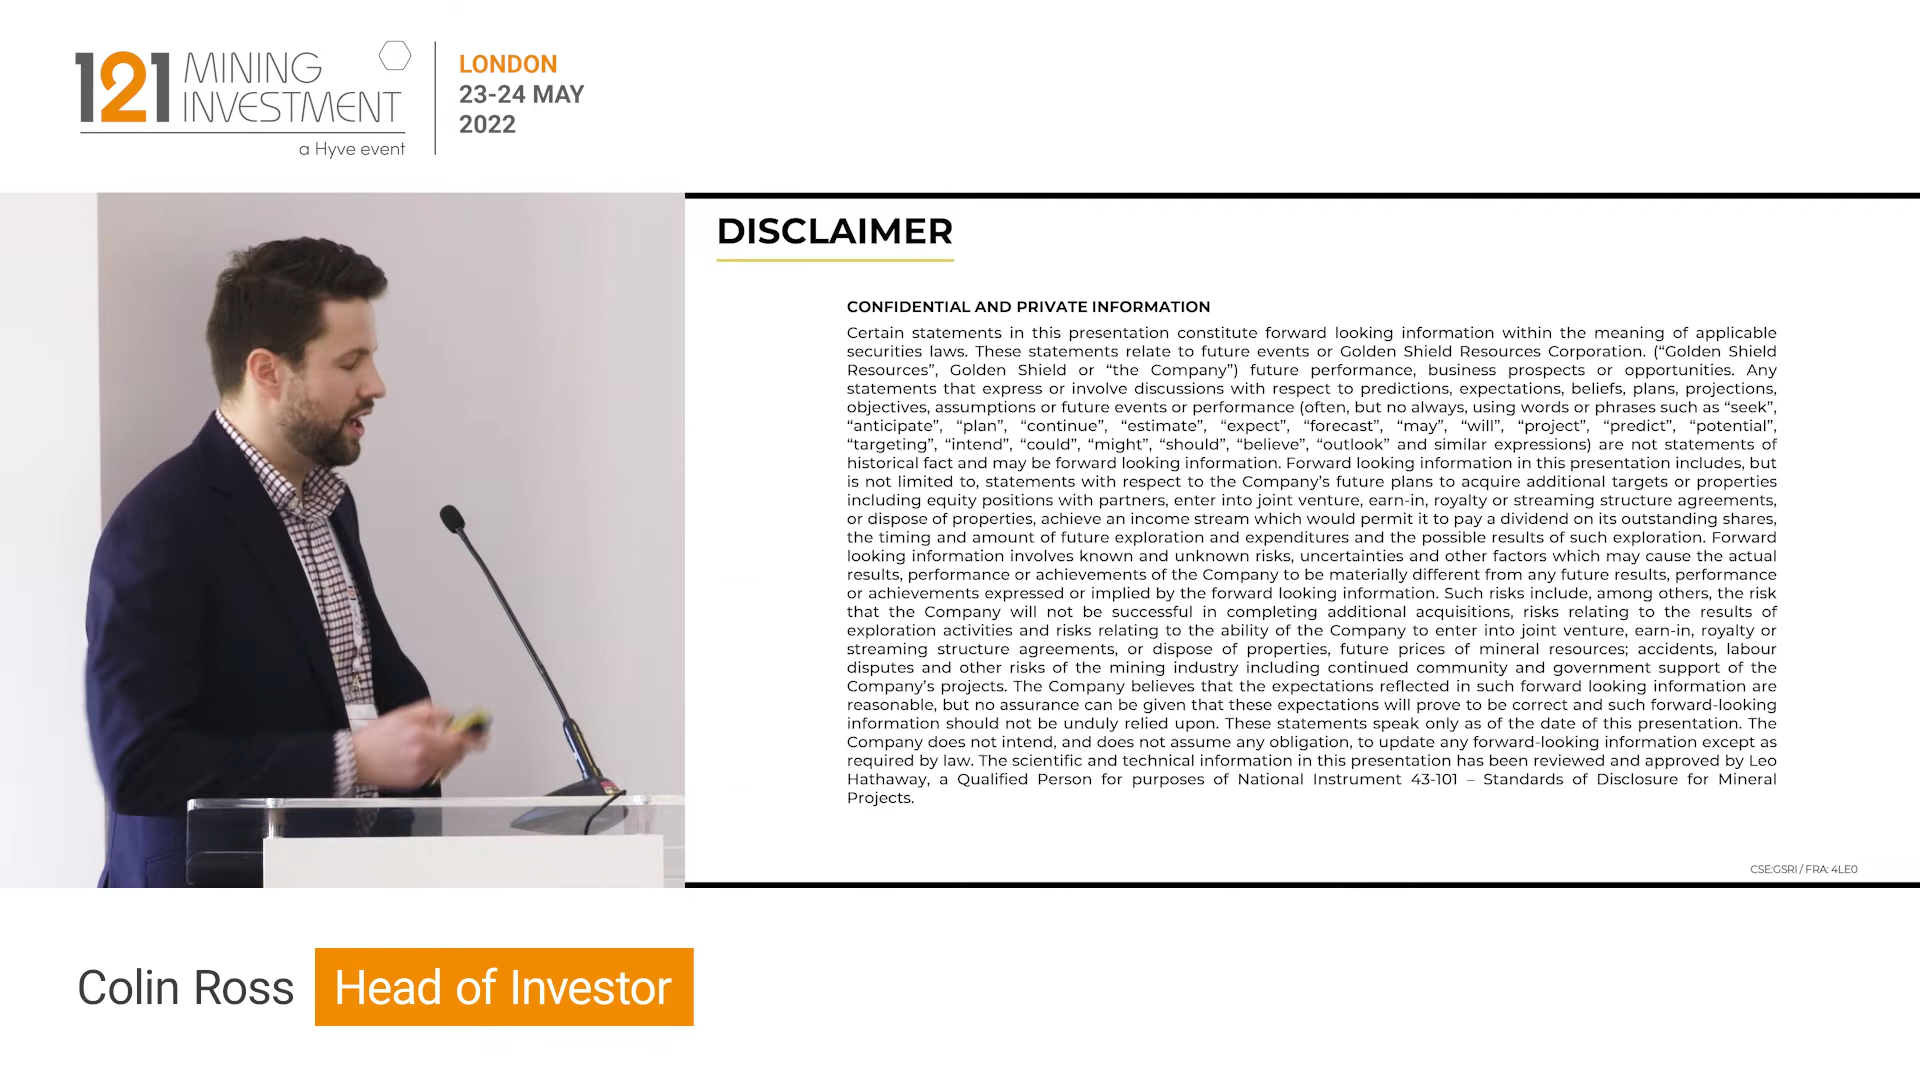 121 MINING
INVESTMENT
a Hyve event
LONDON
23-24 MAY
2022
DISCLAIMER
CONFIDENTIAL AND PRIVATE INFORMATION
Certain statements in this presentation constitute forward looking information within the meaning of applicable
securities laws. These statements relate to future events or Golden Shield Resources Corporation. (“Golden Shield
Resources”, Golden Shield or “the Company”) future performance, business prospects or opportunities. Any
statements that express or involve discussions with respect to predictions, expectations, beliefs, plans, projections,
objectives, assumptions or future events or performance (often, but no always, using words or phrases such as “seek”,
“anticipate”, “plan”, “continue”, “estimate”, “expect”, “forecast”, “may”, “will”, “project”, “predict”, “potential”,
“targeting”, “intend”, “could”, “might”, “should”, “believe”, “outlook” and similar expressions) are not statements of
historical fact and may be forward looking information. Forward looking information in this presentation includes, but
is not limited to, statements with respect to the Company’s future plans to acquire additional targets or properties
including equity positions with partners, enter into joint venture, earn-in, royalty or streaming structure agreements,
or dispose of properties, achieve an income stream which would permit it to pay a dividend on its outstanding shares,
the timing and amount of future exploration and expenditures and the possible results of such exploration. Forward
looking information involves known and unknown risks, uncertainties and other factors which may cause the actual
results, performance or achievements of the Company to be materially different from any future results, performance
or achievements expressed or implied by the forward looking information. Such risks include, among others, the risk
that the Company will not be successful in completing additional acquisitions, risks relating to the results of
exploration activities and risks relating to the ability of the Company to enter into joint venture, earn-in, royalty or
streaming structure agreements, or dispose of properties, future prices of mineral resources; accidents, labour
disputes and other risks of the mining industry including continued community and government support of the
Company’s projects. The Company believes that the expectations reflected in such forward looking information are
reasonable, but no assurance can be given that these expectations will prove to be correct and such forward-looking
information should not be unduly relied upon. These statements speak only as of the date of this presentation. The
Company does not intend, and does not assume any obligation, to update any forward-looking information except as
required by law. The scientific and technical information in this presentation has been reviewed and approved by Leo
Hathaway, a Qualified Person for purposes of National Instrument 43-101 – Standards of Disclosure for Mineral
Projects.
CSE:GSRI / FRA: 4LE0
Colin Ross Head of Investor